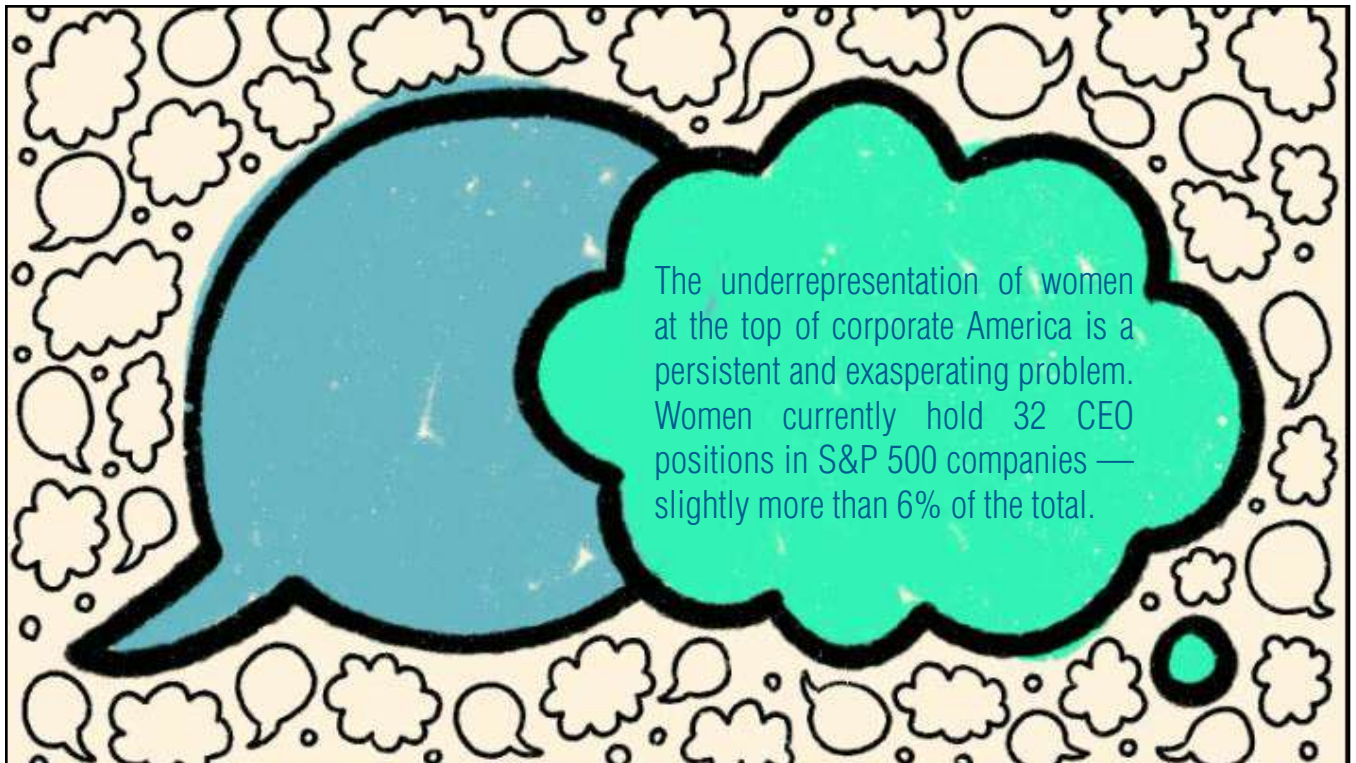 The underrepresentation of women
at the top of corporate America is a
persistent and exasperating problem.
Women currently hold 32 CEO
positions in S&P 500 companies —
slightly more than 6% of the total.